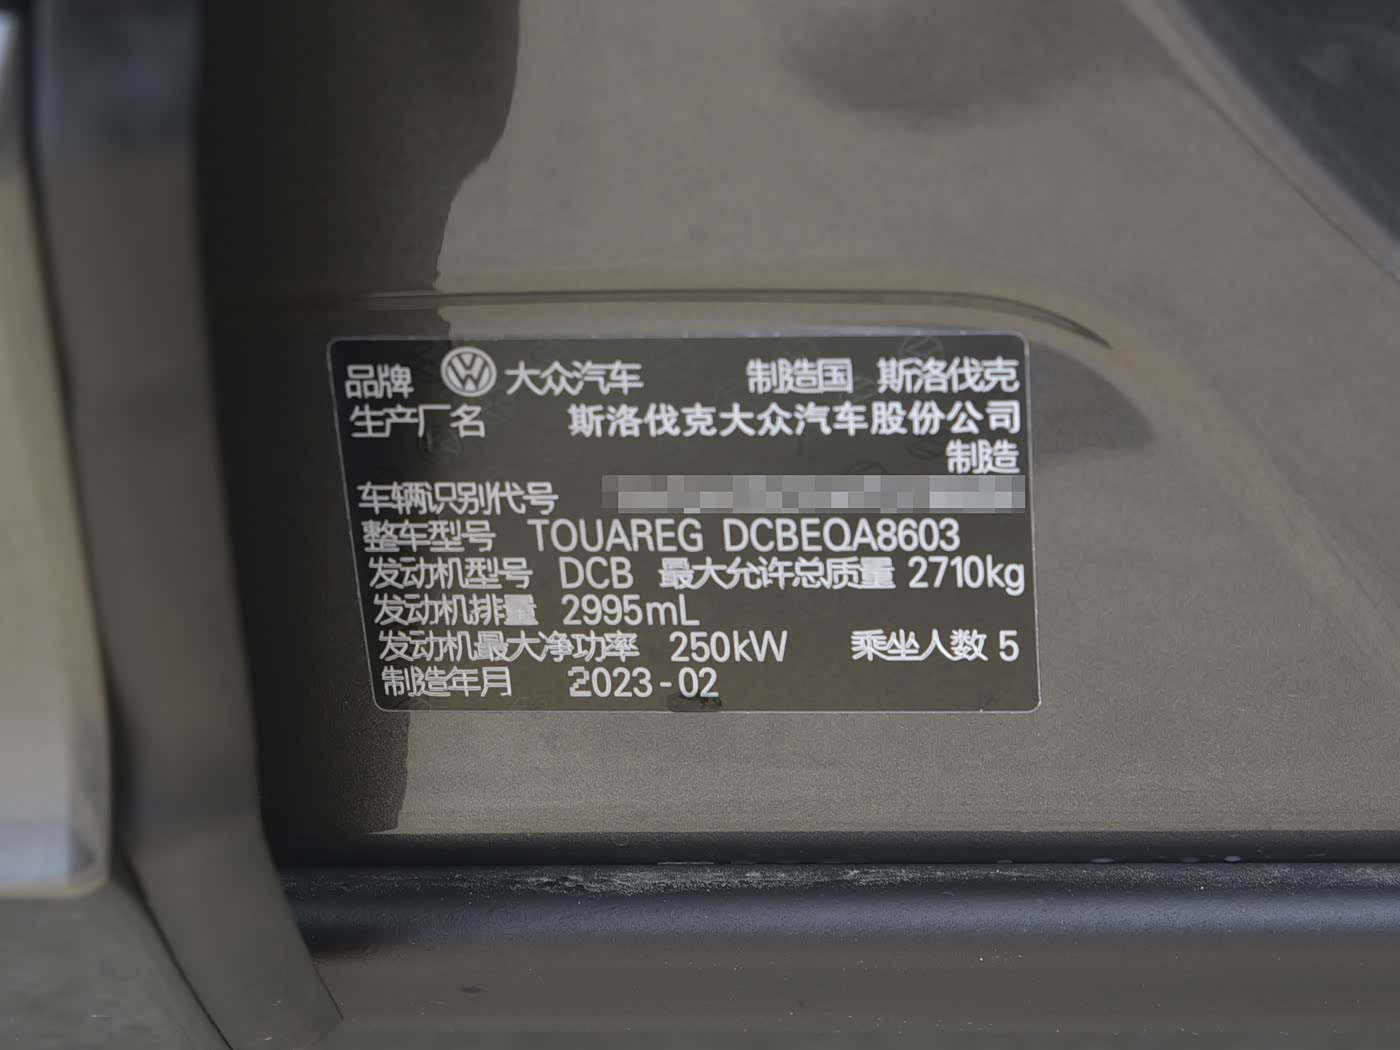 品牌 大众汽车 制造国 斯洛伐克
生产厂名 斯洛伐克大众汽车股份公司
制造
车辆识别代号
整车型号 TOUAREG DCBEQA8603
发动机型号 DCB 最大允许总质量 2710kg
发动机排量 2995mL
发动机最大净功率 250kW 乘坐人数 5
制造年月 2023-02